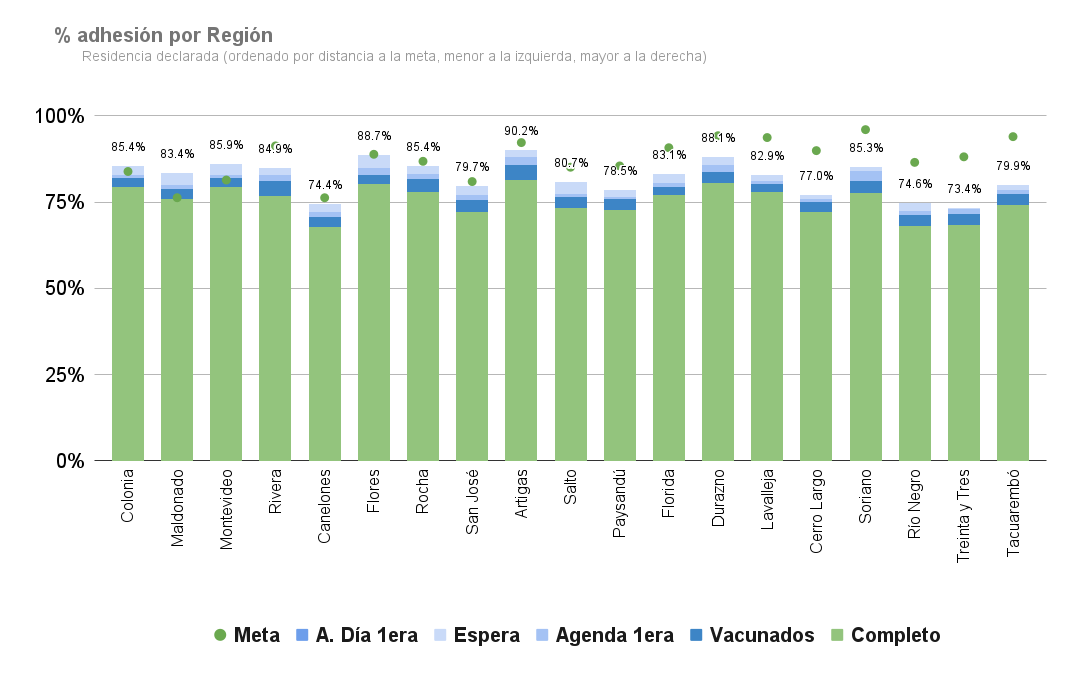 % adhesión por Región
Residencia declarada (ordenado por distancia a la meta, menor a la izquierda, mayor a la derecha)
100%
75%
50%
25%
0%
85.4%
83.4%
85.9%
84.9%
74.4%
88.7%
85.4%
79.7%
90.2%
80.7%
78.5%
83.1%
88.1%
82.9%
77.0%
85.3%
74.6%
73.4%
79.9%
Colonia
Maldonado
Montevideo
Rivera
Canelones
Flores
Rocha
San José
Artigas
Salto
Paysandú
Florida
Durazno
Lavalleja
Cerro Largo
Soriano
Río Negro
Treinta y Tres
Tacuarembó
Meta A. Día 1era Espera Agenda 1era Vacunados Completo